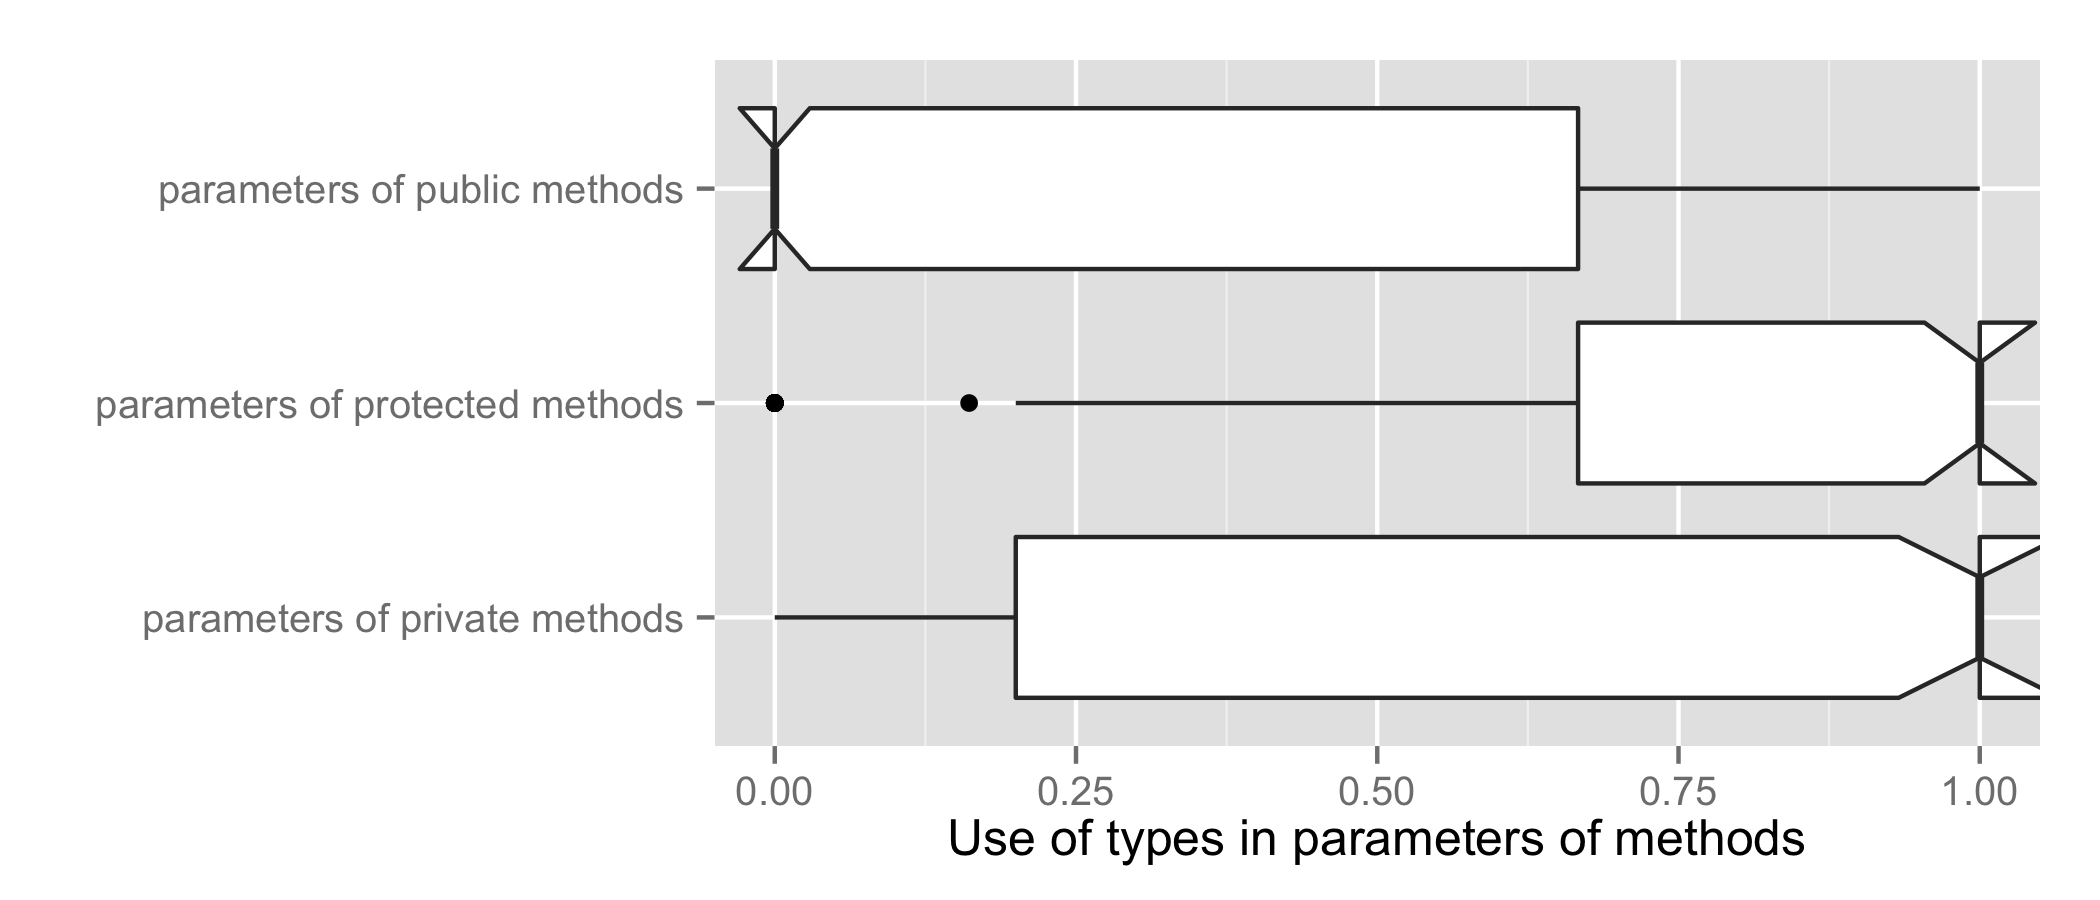 parameters of public methods
parameters of protected methods
parameters of private methods
0.00 0.25 0.50 0.75 1.00
Use of types in parameters of methods